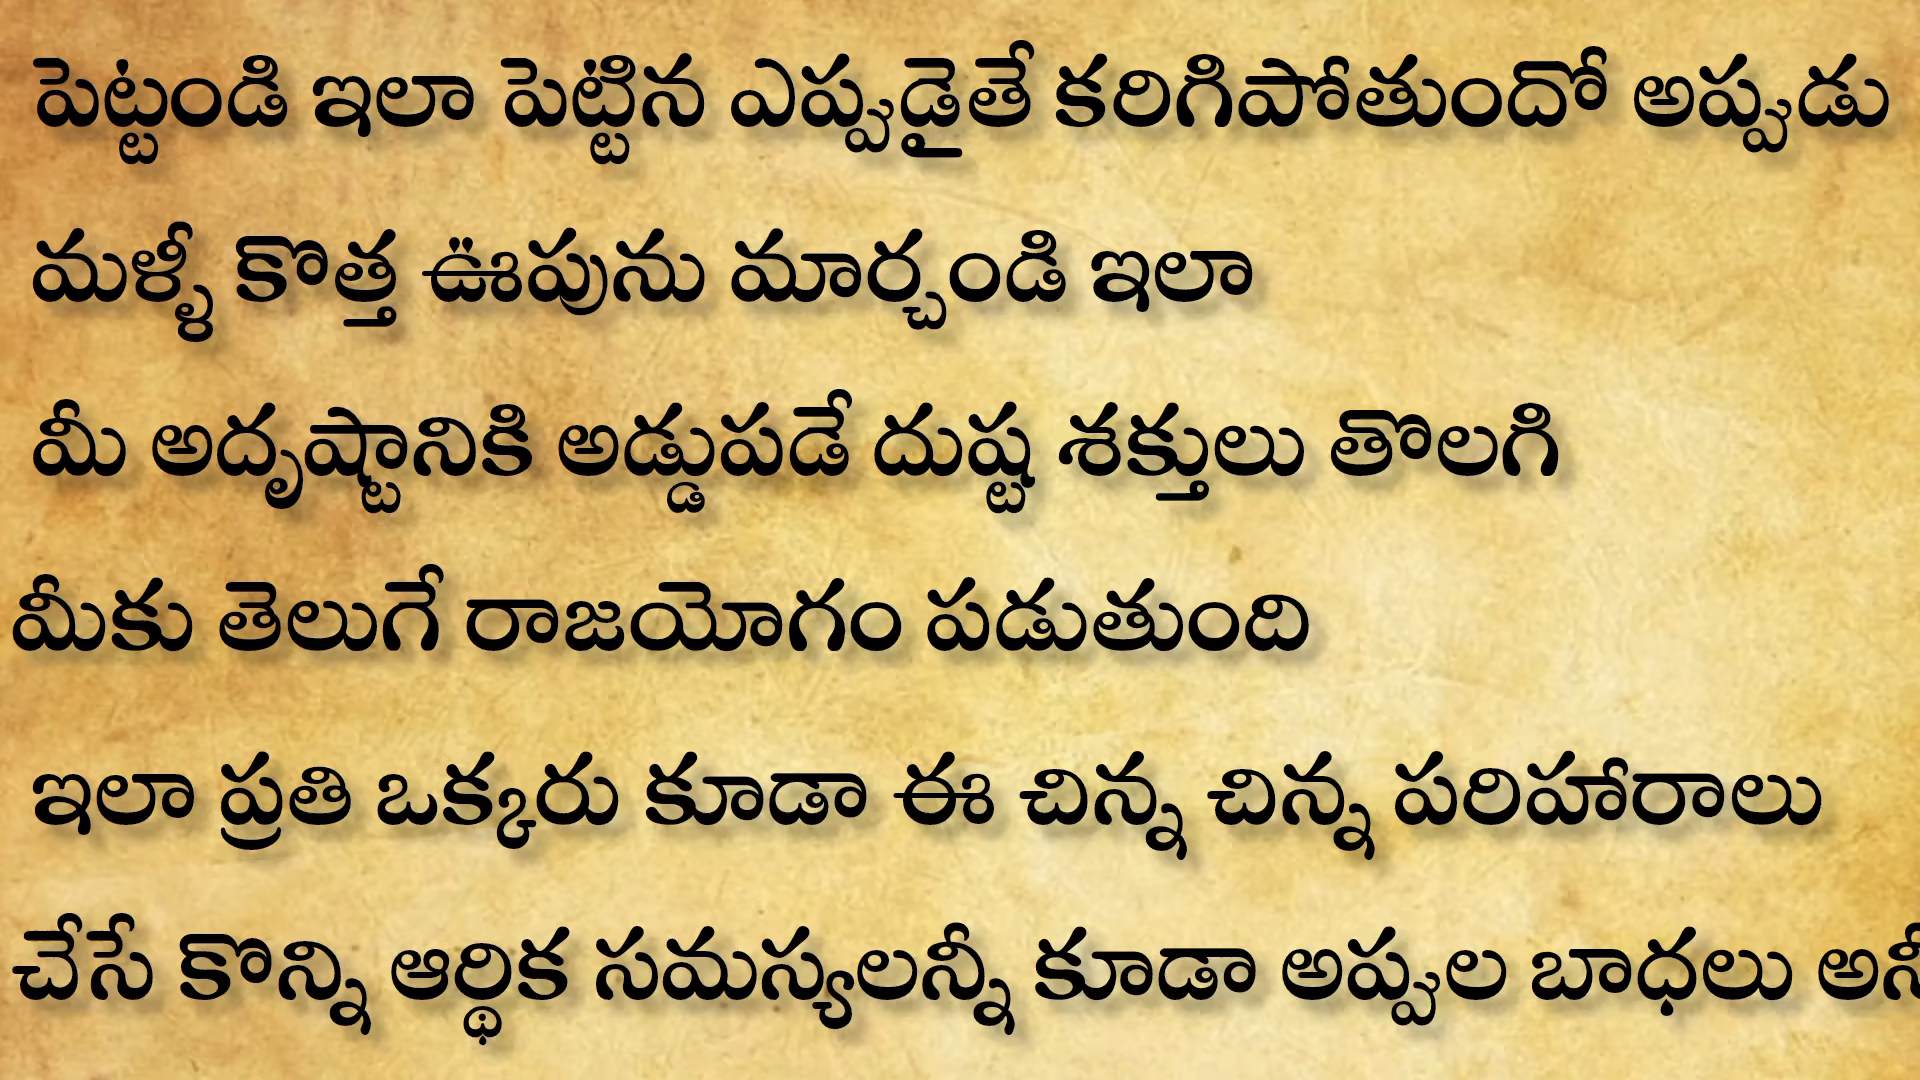 పెట్టండి ఇలా పెట్టిన ఎప్పుడైతే కరిగిపోతుందో అప్పుడు
మళ్ళీ కొత్త ఊపును మార్చండి ఇలా
మీ అదృష్టానికి అడ్డుపడే దుష్ట శక్తులు తొలగి
మీకు తెలుగే రాజయోగం పడుతుంది
ఇలా ప్రతి ఒక్కరు కూడా ఈ చిన్న చిన్న పరిహారాలు
చేసే కొన్ని ఆర్థిక సమస్యలన్నీ కూడా అప్పుల బాధలు